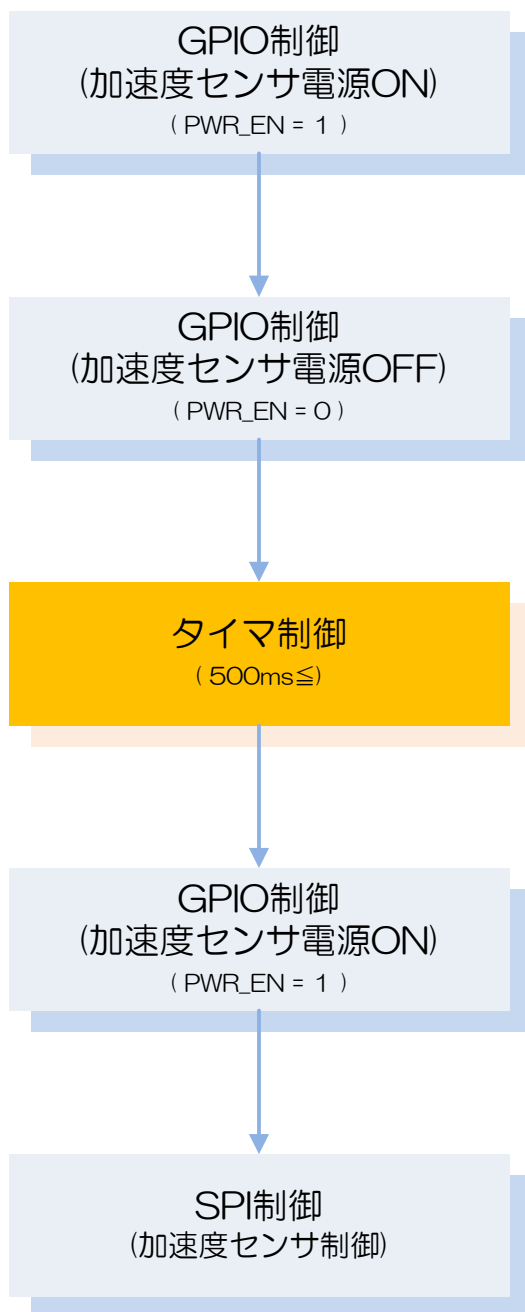 GPIO制御
(加速度センサ電源ON)
( PWR_EN = 1 )
GPIO制御
(加速度センサ電源OFF)
( PWR_EN = 0 )
タイマ制御
( 500ms≦)
GPIO制御
(加速度センサ電源ON)
( PWR_EN = 1 )
SPI制御
(加速度センサ制御)